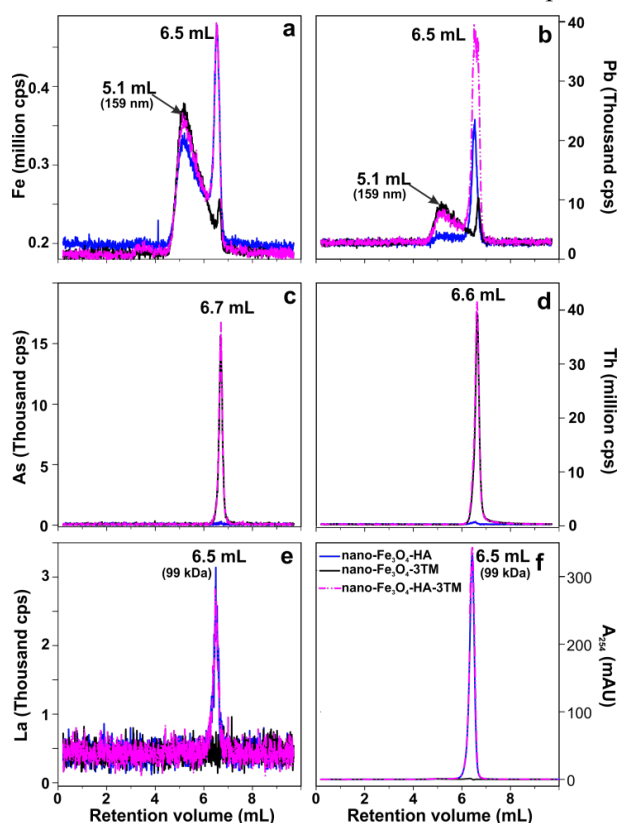 6.5 mL
a
5.1 mL
(159 nm)
Fe (million cps)
0.4
0.3
0.2
6.5 mL
b
5.1 mL
(159 nm)
Pb (Thousand cps)
40
30
20
10
0
6.7 mL
c
As (Thousand cps)
15
10
5
0
6.6 mL
d
Th (million cps)
40
30
20
10
0
6.5 mL
(99 kDa)
e
La (Thousand cps)
3
2
1
0
0 2 4 6 8
Retention volume (mL)
nano-Fe₃O₄-HA
nano-Fe₃O₄-3TM
nano-Fe₃O₄-HA-3TM
6.5 mL
(99 kDa)
f
A₂₅₄ (mAU)
300
200
100
0
0 2 4 6 8
Retention volume (mL)